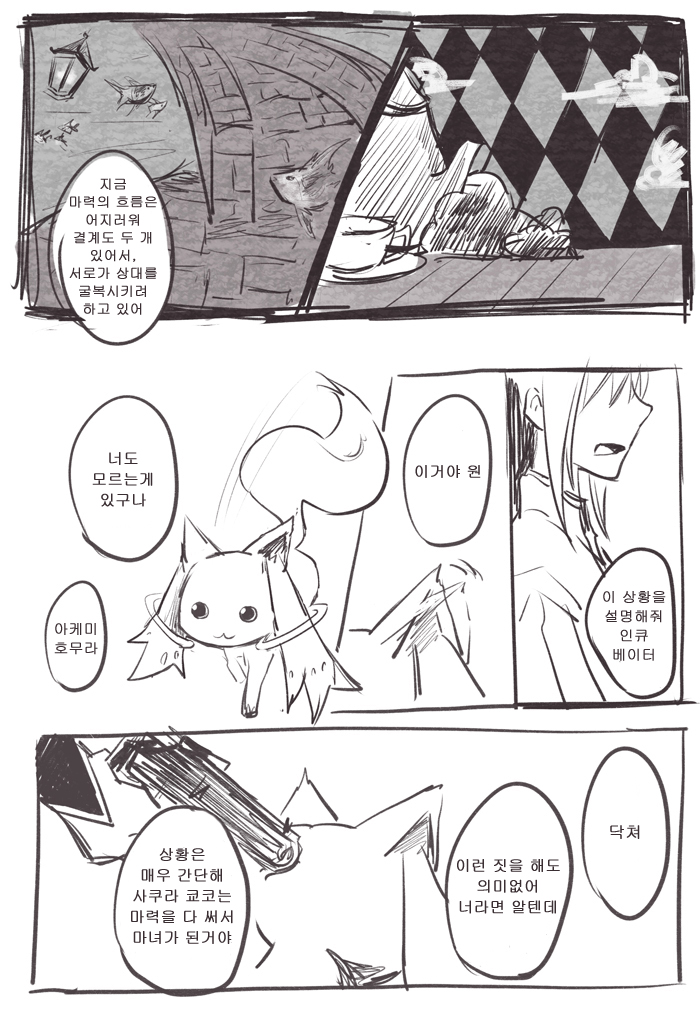 지금
마력의 흐름은
어지러워
결계도 두 개
있어서,
서로가 상대를
굴복시키려
하고 있어
이 상황을
설명해줘
인큐
베이터
이거야 원
너도
모르는게
있구나
아케미
호무라
닥쳐
이런 짓을 해도
의미없어
너라면 알텐데
상황은
매우 간단해
사쿠라 쿄코는
마력을 다 써서
마녀가 된거야